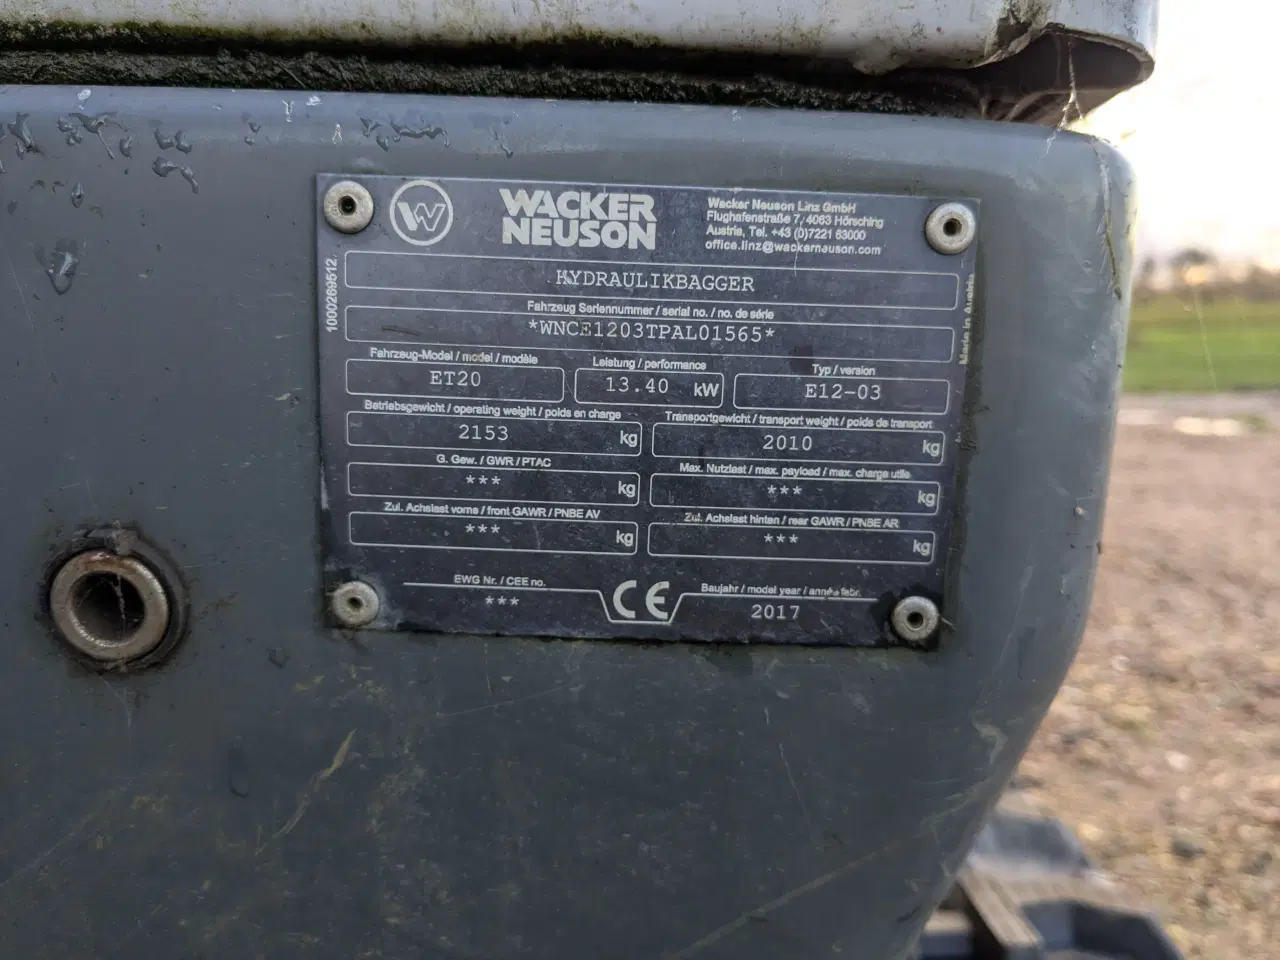 WACKER
NEUSON
Wacker Neuson Linz GmbH
Flughafenstraße 7, 4063 Hörsching
Austria, Tel. +43 (0)7221 63000
office.linz@wackerneuson.com
1000269512
HYDRAULIKBAGGER
Fahrzeug Seriennummer / serial no. / no. de série
*WNCE1203TPAL01565*
Made in Austria
Fahrzeug-Model / model / modèle
ET20
Leistung / performance
13.40 kW
Typ / version
E12-03
Betriebsgewicht / operating weight / poids en charge
2153 kg
Transportgewicht / transport weight / poids de transport
2010 kg
G. Gew. / GWR / PTAC
*** kg
Max. Nutzlast / max. payload / max. charge utile
*** kg
Zul. Achslast vorne / front GAWR / PNBE AV
*** kg
Zul. Achslast hinten / rear GAWR / PNBE AR
*** kg
EWG Nr. / CEE no.
***
CE
Baujahr / model year / année fabr.
2017